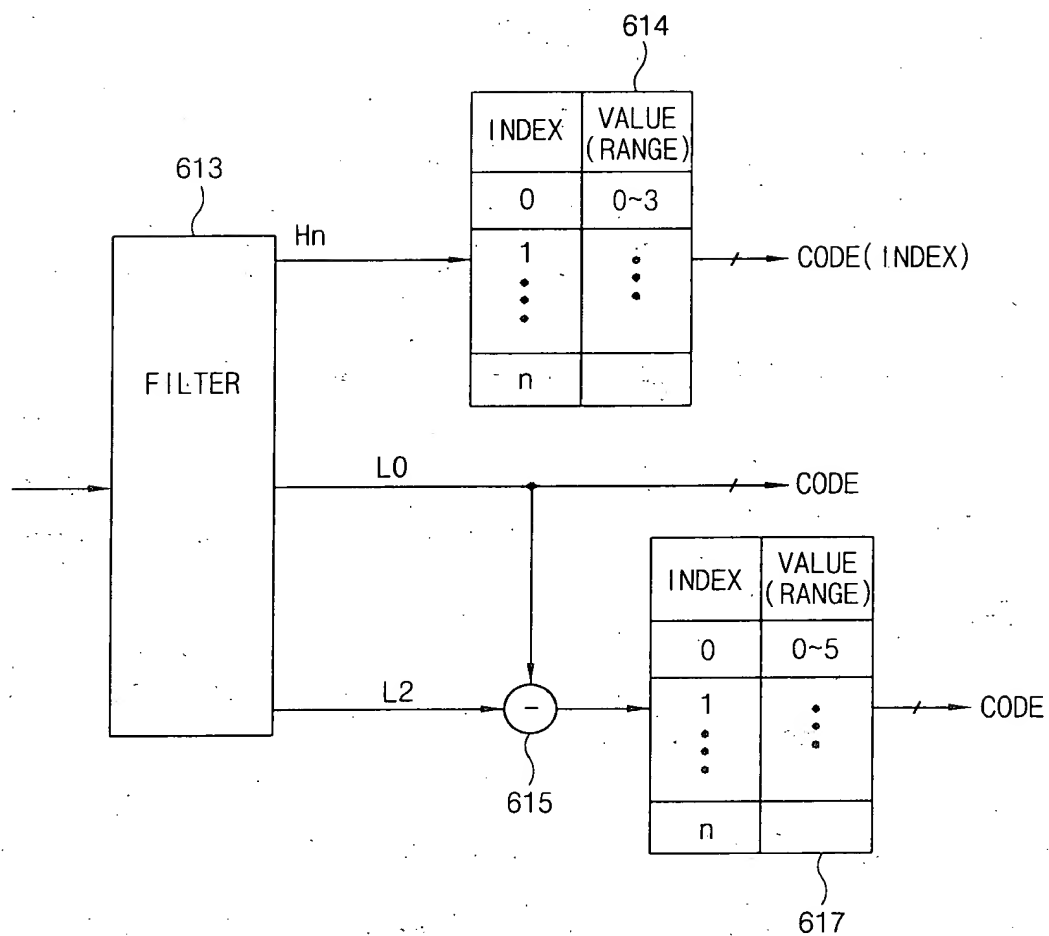 614
INDEX
VALUE
(RANGE)
0
0~3
1
n
613
Hn
CODE(INDEX)
FILTER
L0
CODE
INDEX
VALUE
(RANGE)
0
0~5
1
n
L2
-
615
CODE
617